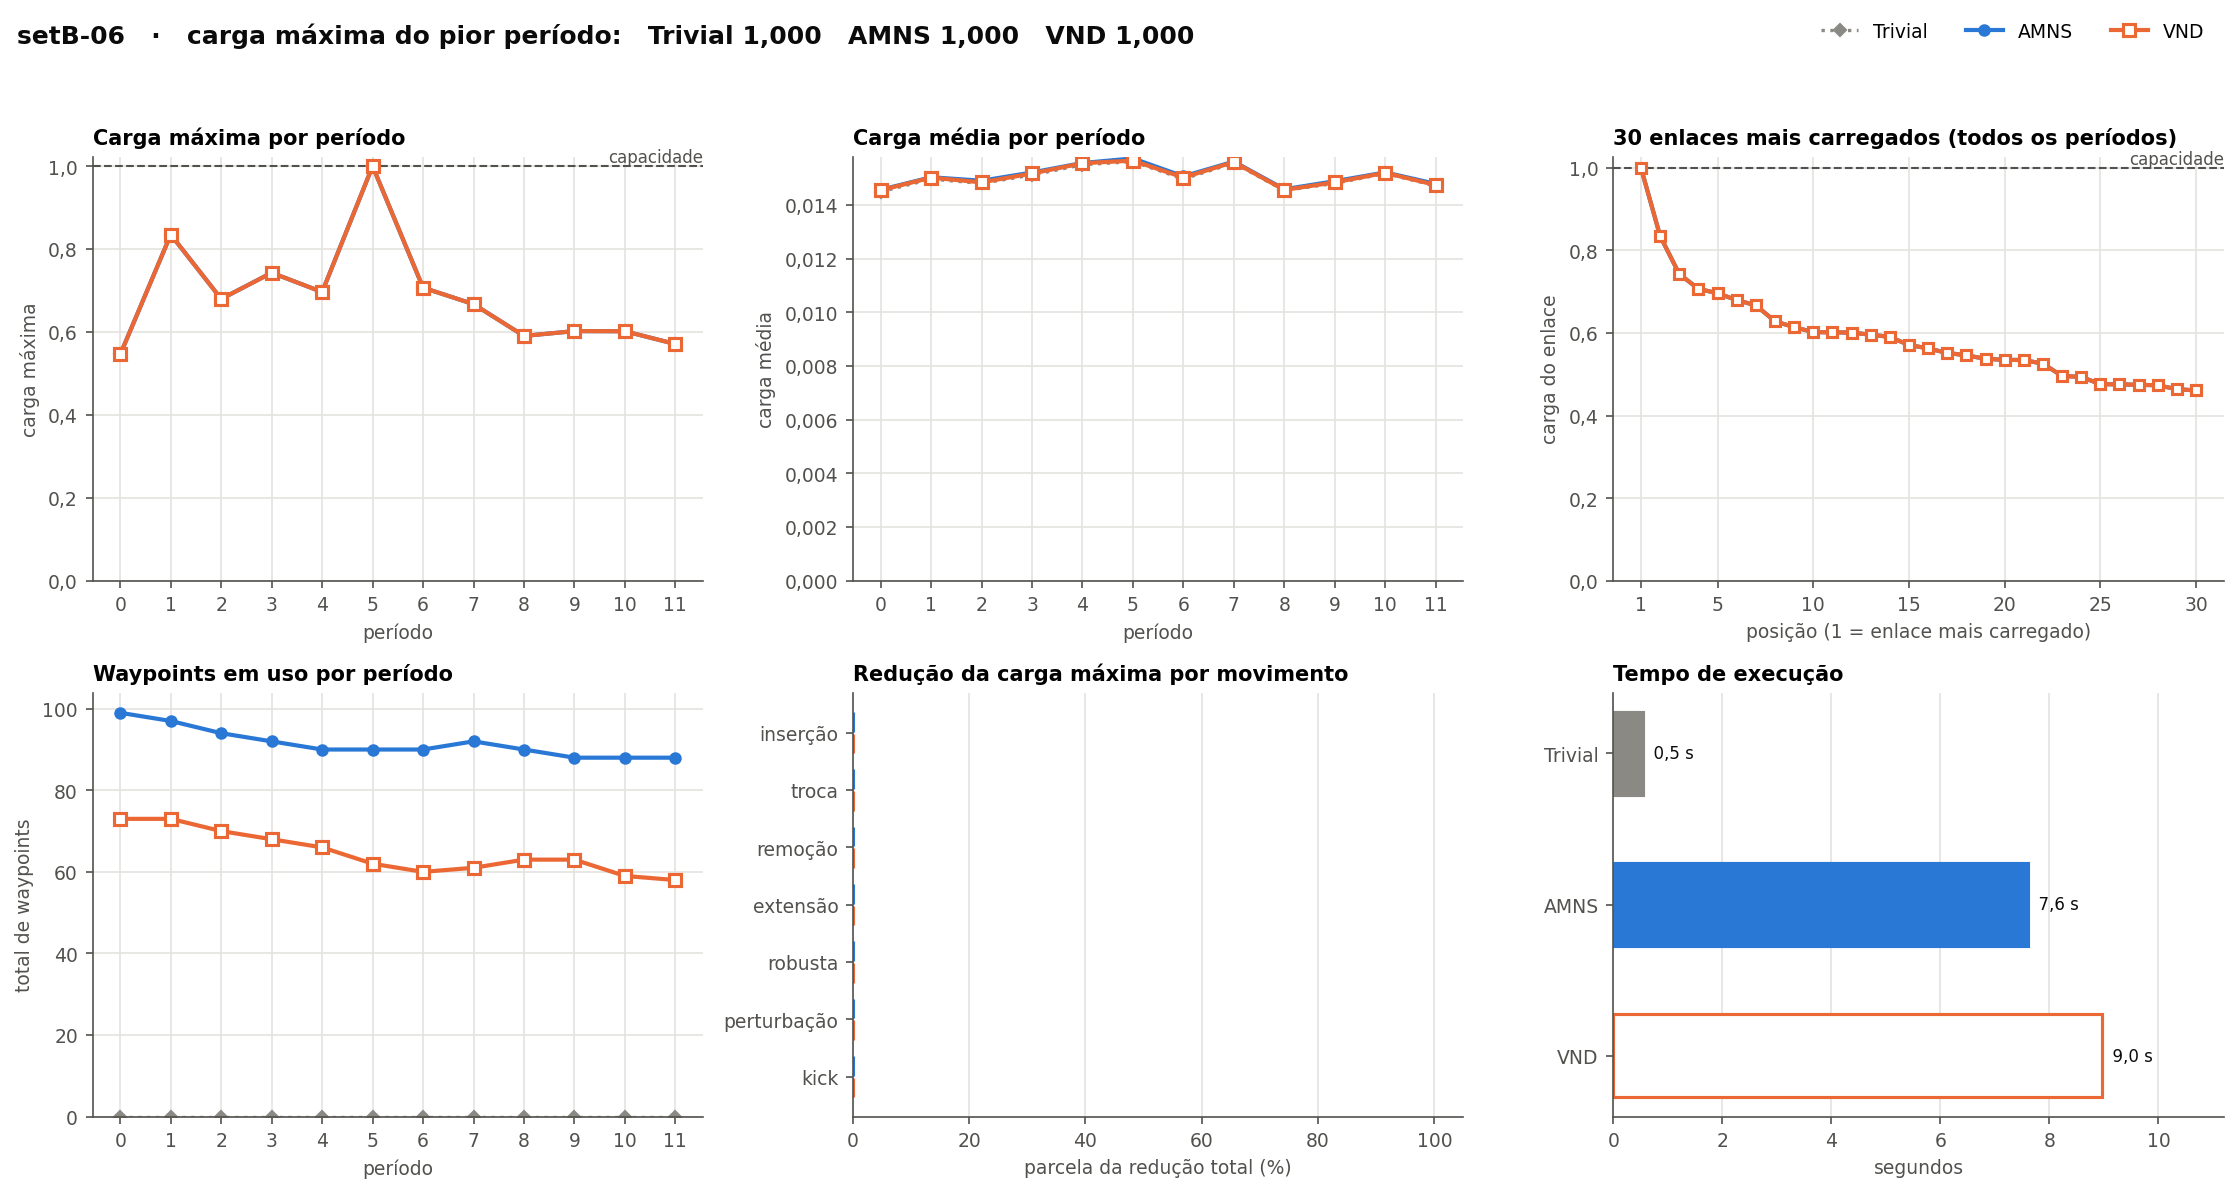 setB-06 · carga máxima do pior período: Trivial 1,000 AMNS 1,000 VND 1,000
Trivial AMNS VND
Carga máxima por período
capacidade
1,0
0,8
0,6
0,4
0,2
0,0
carga máxima
0 1 2 3 4 5 6 7 8 9 10 11
período
Carga média por período
0,014
0,012
0,010
0,008
0,006
0,004
0,002
0,000
carga média
0 1 2 3 4 5 6 7 8 9 10 11
período
30 enlaces mais carregados (todos os períodos)
capacidade
1,0
0,8
0,6
0,4
0,2
0,0
carga do enlace
1 5 10 15 20 25 30
posição (1 = enlace mais carregado)
Waypoints em uso por período
100
80
60
40
20
0
total de waypoints
0 1 2 3 4 5 6 7 8 9 10 11
período
Redução da carga máxima por movimento
inserção
troca
remoção
extensão
robusta
perturbação
kick
0 20 40 60 80 100
parcela da redução total (%)
Tempo de execução
Trivial 0,5 s
AMNS 7,6 s
VND 9,0 s
0 2 4 6 8 10
segundos